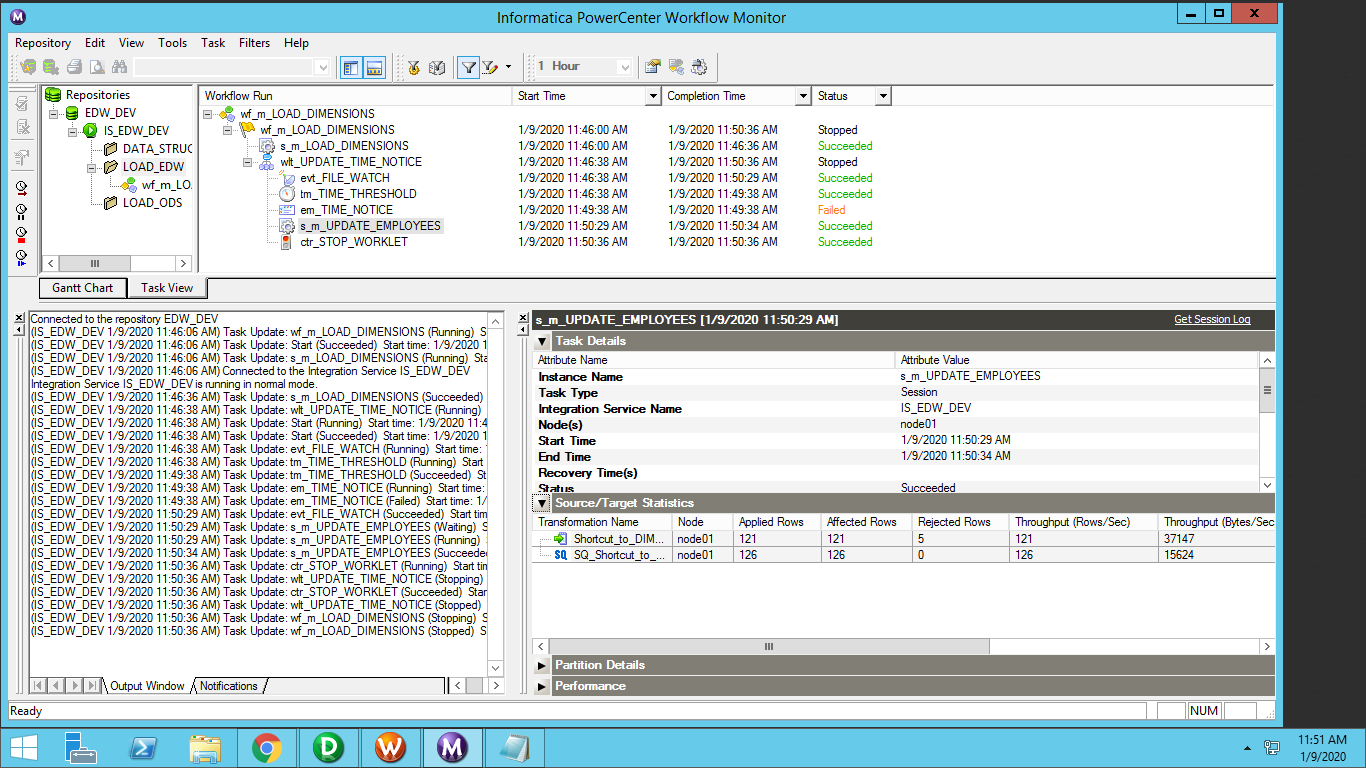 Informatica PowerCenter Workflow Monitor
Repository Edit View Tools Task Filters Help
1 Hour
Repositories
EDW_DEV
IS_EDW_DEV
DATA_STRUC
LOAD_EDW
wf_m_LO.
LOAD_ODS
Workflow Run Start Time Completion Time Status
wf_m_LOAD_DIMENSIONS
wf_m_LOAD_DIMENSIONS 1/9/2020 11:46:00 AM 1/9/2020 11:50:36 AM Stopped
s_m_LOAD_DIMENSIONS 1/9/2020 11:46:00 AM 1/9/2020 11:46:36 AM Succeeded
wlt_UPDATE_TIME_NOTICE 1/9/2020 11:46:38 AM 1/9/2020 11:50:36 AM Stopped
evt_FILE_WATCH 1/9/2020 11:46:38 AM 1/9/2020 11:50:29 AM Succeeded
tm_TIME_THRESHOLD 1/9/2020 11:46:38 AM 1/9/2020 11:49:38 AM Succeeded
em_TIME_NOTICE 1/9/2020 11:49:38 AM 1/9/2020 11:49:38 AM Failed
s_m_UPDATE_EMPLOYEES 1/9/2020 11:50:29 AM 1/9/2020 11:50:34 AM Succeeded
ctr_STOP_WORKLET 1/9/2020 11:50:36 AM 1/9/2020 11:50:36 AM Succeeded
Gantt Chart Task View
Connected to the repository EDW_DEV
(IS_EDW_DEV 1/9/2020 11:46:06 AM) Task Update: wf_m_LOAD_DIMENSIONS (Running) S
(IS_EDW_DEV 1/9/2020 11:46:06 AM) Task Update: Start (Succeeded) Start time: 1/9/2020 1
(IS_EDW_DEV 1/9/2020 11:46:06 AM) Task Update: s_m_LOAD_DIMENSIONS (Running) Sta
(IS_EDW_DEV 1/9/2020 11:46:06 AM) Connected to the Integration Service IS_EDW_DEV
Integration Service IS_EDW_DEV is running in normal mode.
(IS_EDW_DEV 1/9/2020 11:46:36 AM) Task Update: s_m_LOAD_DIMENSIONS (Succeeded)
(IS_EDW_DEV 1/9/2020 11:46:38 AM) Task Update: wlt_UPDATE_TIME_NOTICE (Running)
(IS_EDW_DEV 1/9/2020 11:46:38 AM) Task Update: Start (Running) Start time: 1/9/2020 11:4
(IS_EDW_DEV 1/9/2020 11:46:38 AM) Task Update: Start (Succeeded) Start time: 1/9/2020 1
(IS_EDW_DEV 1/9/2020 11:46:38 AM) Task Update: evt_FILE_WATCH (Running) Start time:
(IS_EDW_DEV 1/9/2020 11:46:38 AM) Task Update: tm_TIME_THRESHOLD (Running) Start
(IS_EDW_DEV 1/9/2020 11:49:38 AM) Task Update: tm_TIME_THRESHOLD (Succeeded) St
(IS_EDW_DEV 1/9/2020 11:49:38 AM) Task Update: em_TIME_NOTICE (Running) Start time:
(IS_EDW_DEV 1/9/2020 11:49:38 AM) Task Update: em_TIME_NOTICE (Failed) Start time: 1/
(IS_EDW_DEV 1/9/2020 11:50:29 AM) Task Update: evt_FILE_WATCH (Succeeded) Start tim
(IS_EDW_DEV 1/9/2020 11:50:29 AM) Task Update: s_m_UPDATE_EMPLOYEES (Waiting) S
(IS_EDW_DEV 1/9/2020 11:50:29 AM) Task Update: s_m_UPDATE_EMPLOYEES (Running)
(IS_EDW_DEV 1/9/2020 11:50:34 AM) Task Update: s_m_UPDATE_EMPLOYEES (Succeede
(IS_EDW_DEV 1/9/2020 11:50:36 AM) Task Update: ctr_STOP_WORKLET (Running) Start tim
(IS_EDW_DEV 1/9/2020 11:50:36 AM) Task Update: wlt_UPDATE_TIME_NOTICE (Stopping)
(IS_EDW_DEV 1/9/2020 11:50:36 AM) Task Update: ctr_STOP_WORKLET (Succeeded) Start
(IS_EDW_DEV 1/9/2020 11:50:36 AM) Task Update: wlt_UPDATE_TIME_NOTICE (Stopped)
(IS_EDW_DEV 1/9/2020 11:50:36 AM) Task Update: wf_m_LOAD_DIMENSIONS (Stopping) S
(IS_EDW_DEV 1/9/2020 11:50:36 AM) Task Update: wf_m_LOAD_DIMENSIONS (Stopped) S
Output Window Notifications
s_m_UPDATE_EMPLOYEES [1/9/2020 11:50:29 AM] Get Session Log
Task Details
Attribute Name Attribute Value
Instance Name s_m_UPDATE_EMPLOYEES
Task Type Session
Integration Service Name IS_EDW_DEV
Node(s) node01
Start Time 1/9/2020 11:50:29 AM
End Time 1/9/2020 11:50:34 AM
Recovery Time(s)
Status Succeeded
Source/Target Statistics
Transformation Name Node Applied Rows Affected Rows Rejected Rows Throughput (Rows/Sec) Throughput (Bytes/Sec
Shortcut_to_DIM... node01 121 121 5 121 37147
SQ SQ_Shortcut_to_... node01 126 126 0 126 15624
Partition Details
Performance
Ready NUM
11:51 AM
1/9/2020